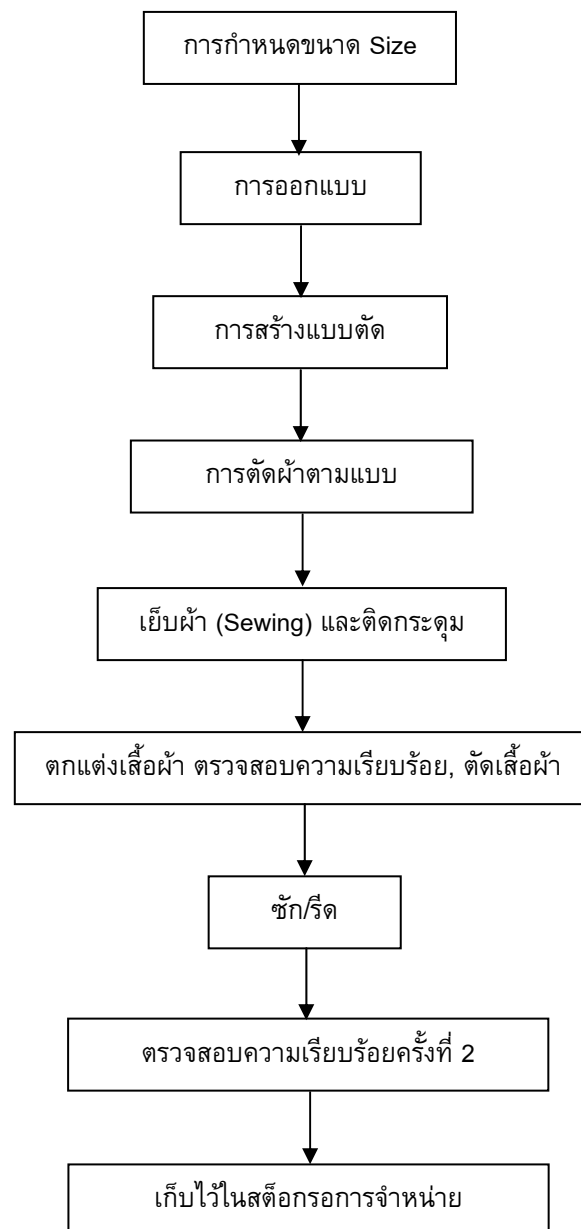 การกำหนดขนาด Size
การออกแบบ
การสร้างแบบตัด
การตัดผ้าตามแบบ
เย็บผ้า (Sewing) และติดกระดุม
ตกแต่งเสื้อผ้า ตรวจสอบความเรียบร้อย, ตัดเสื้อผ้า
ซัก/รีด
ตรวจสอบความเรียบร้อยครั้งที่ 2
เก็บไว้ในสต็อกรอการจำหน่าย